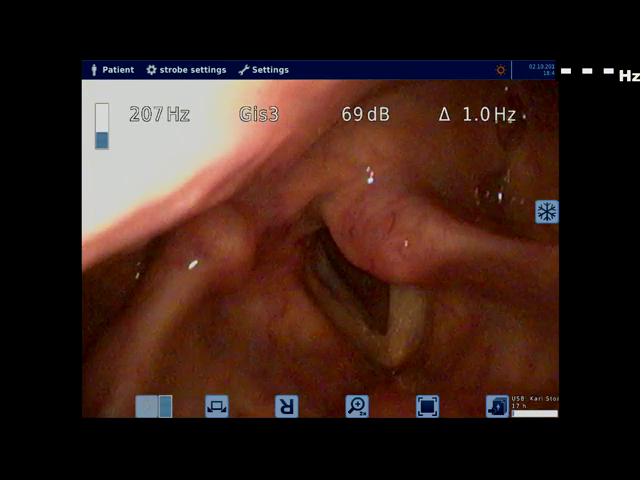 Patient strobe settings Settings
02.10.201
18:4
Hz
207 Hz Gis3 69 dB Δ 1.0 Hz
R
2x
USB: Karl Stor
17 h